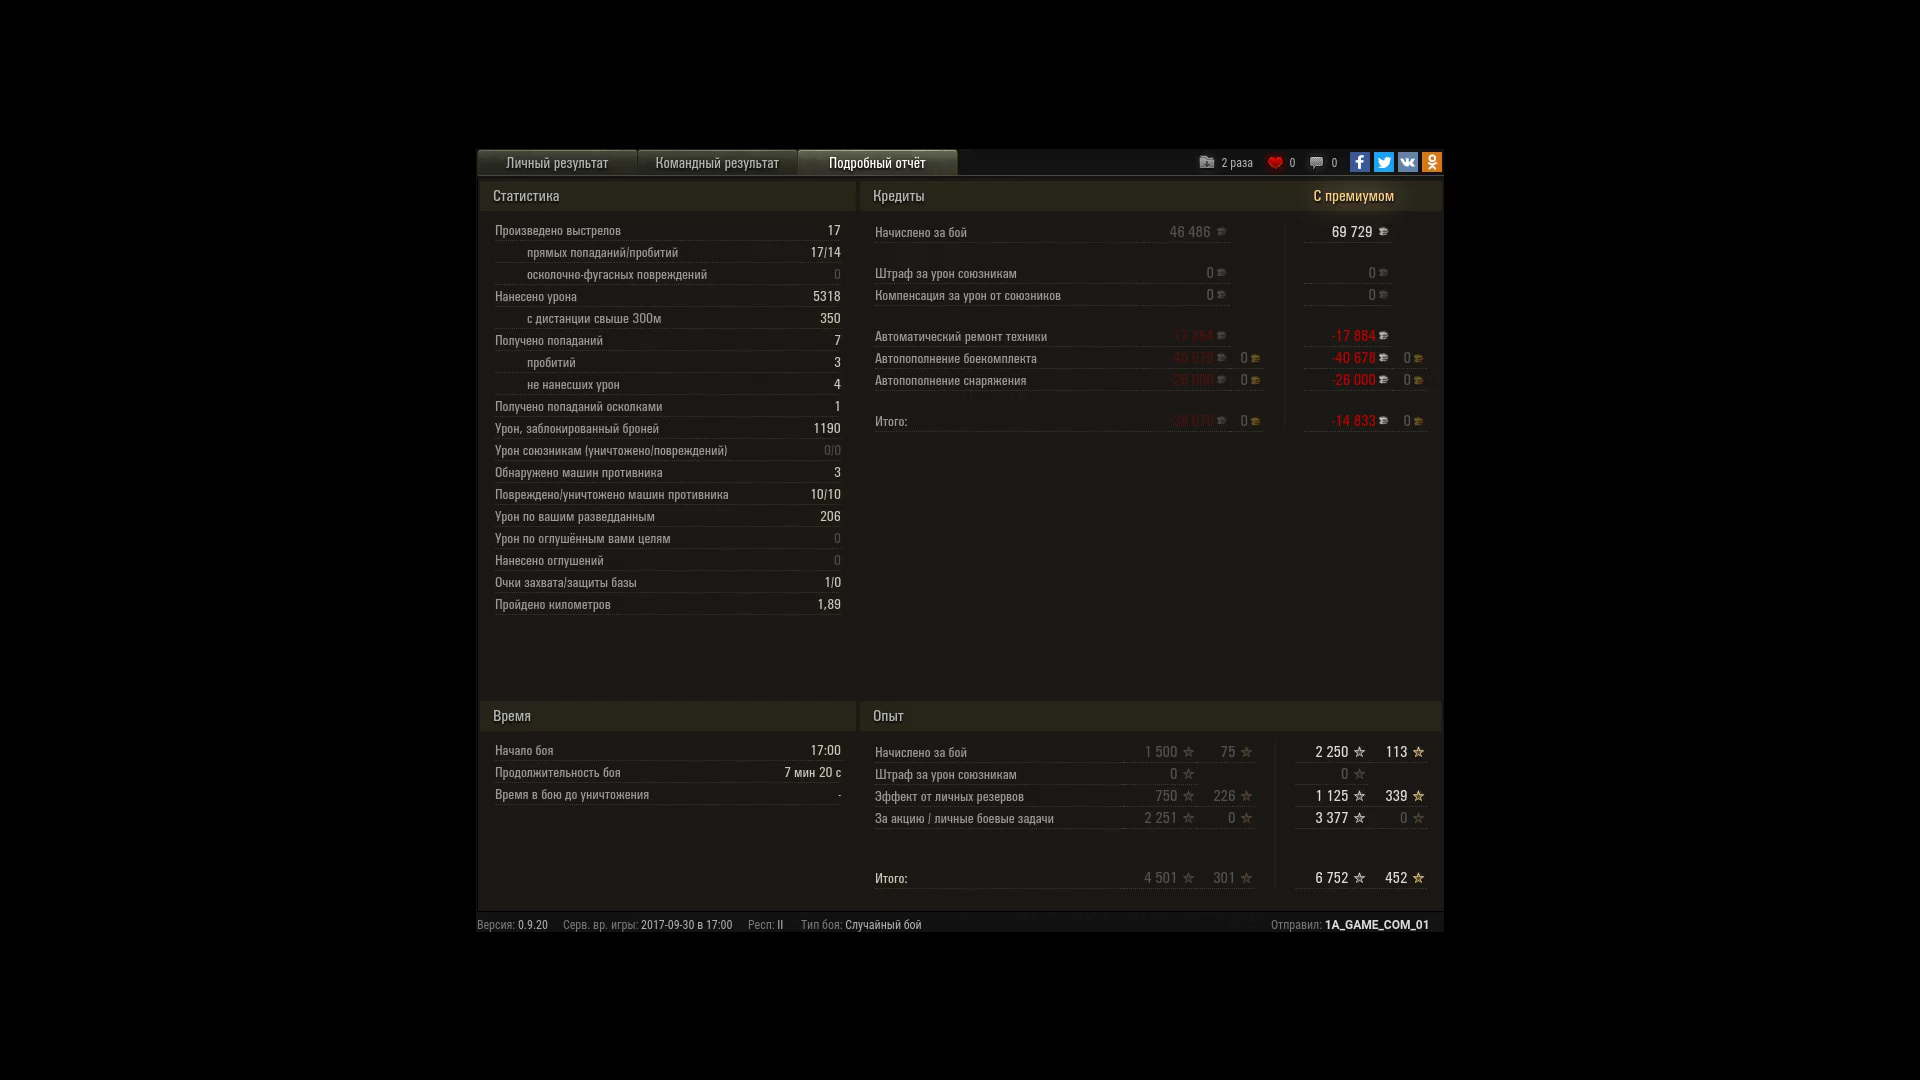 Личный результат Командный результат Подробный отчёт 2 раза 0 0
Статистика
Произведено выстрелов 17
прямых попаданий/пробитий 17/14
осколочно-фугасных повреждений 0
Нанесено урона 5318
с дистанции свыше 300м 350
Получено попаданий 7
пробитий 3
не нанесших урон 4
Получено попаданий осколками 1
Урон, заблокированный броней 1190
Урон союзникам (уничтожено/повреждений) 0/0
Обнаружено машин противника 3
Повреждено/уничтожено машин противника 10/10
Урон по вашим разведданным 206
Урон по оглушённым вами целям 0
Нанесено оглушений 0
Очки захвата/защиты базы 1/0
Пройдено километров 1,89
Кредиты С премиумом
Начислено за бой 46 486 69 729
Штраф за урон союзникам 0 0
Компенсация за урон от союзников 0 0
Автоматический ремонт техники -17 884 -17 884
Автопополнение боекомплекта -40 678 0 -40 678 0
Автопополнение снаряжения -26 000 0 -26 000 0
Итого: 0 -14 833 0
Время
Начало боя 17:00
Продолжительность боя 7 мин 20 с
Время в бою до уничтожения -
Опыт
Начислено за бой 1 500 75 2 250 113
Штраф за урон союзникам 0 0
Эффект от личных резервов 750 226 1 125 339
За акцию / личные боевые задачи 2 251 0 3 377 0
Итого: 4 501 301 6 752 452
Версия: 0.9.20 Серв. вр. игры: 2017-09-30 в 17:00 Респ: II Тип боя: Случайный бой Отправил: 1A_GAME_COM_01